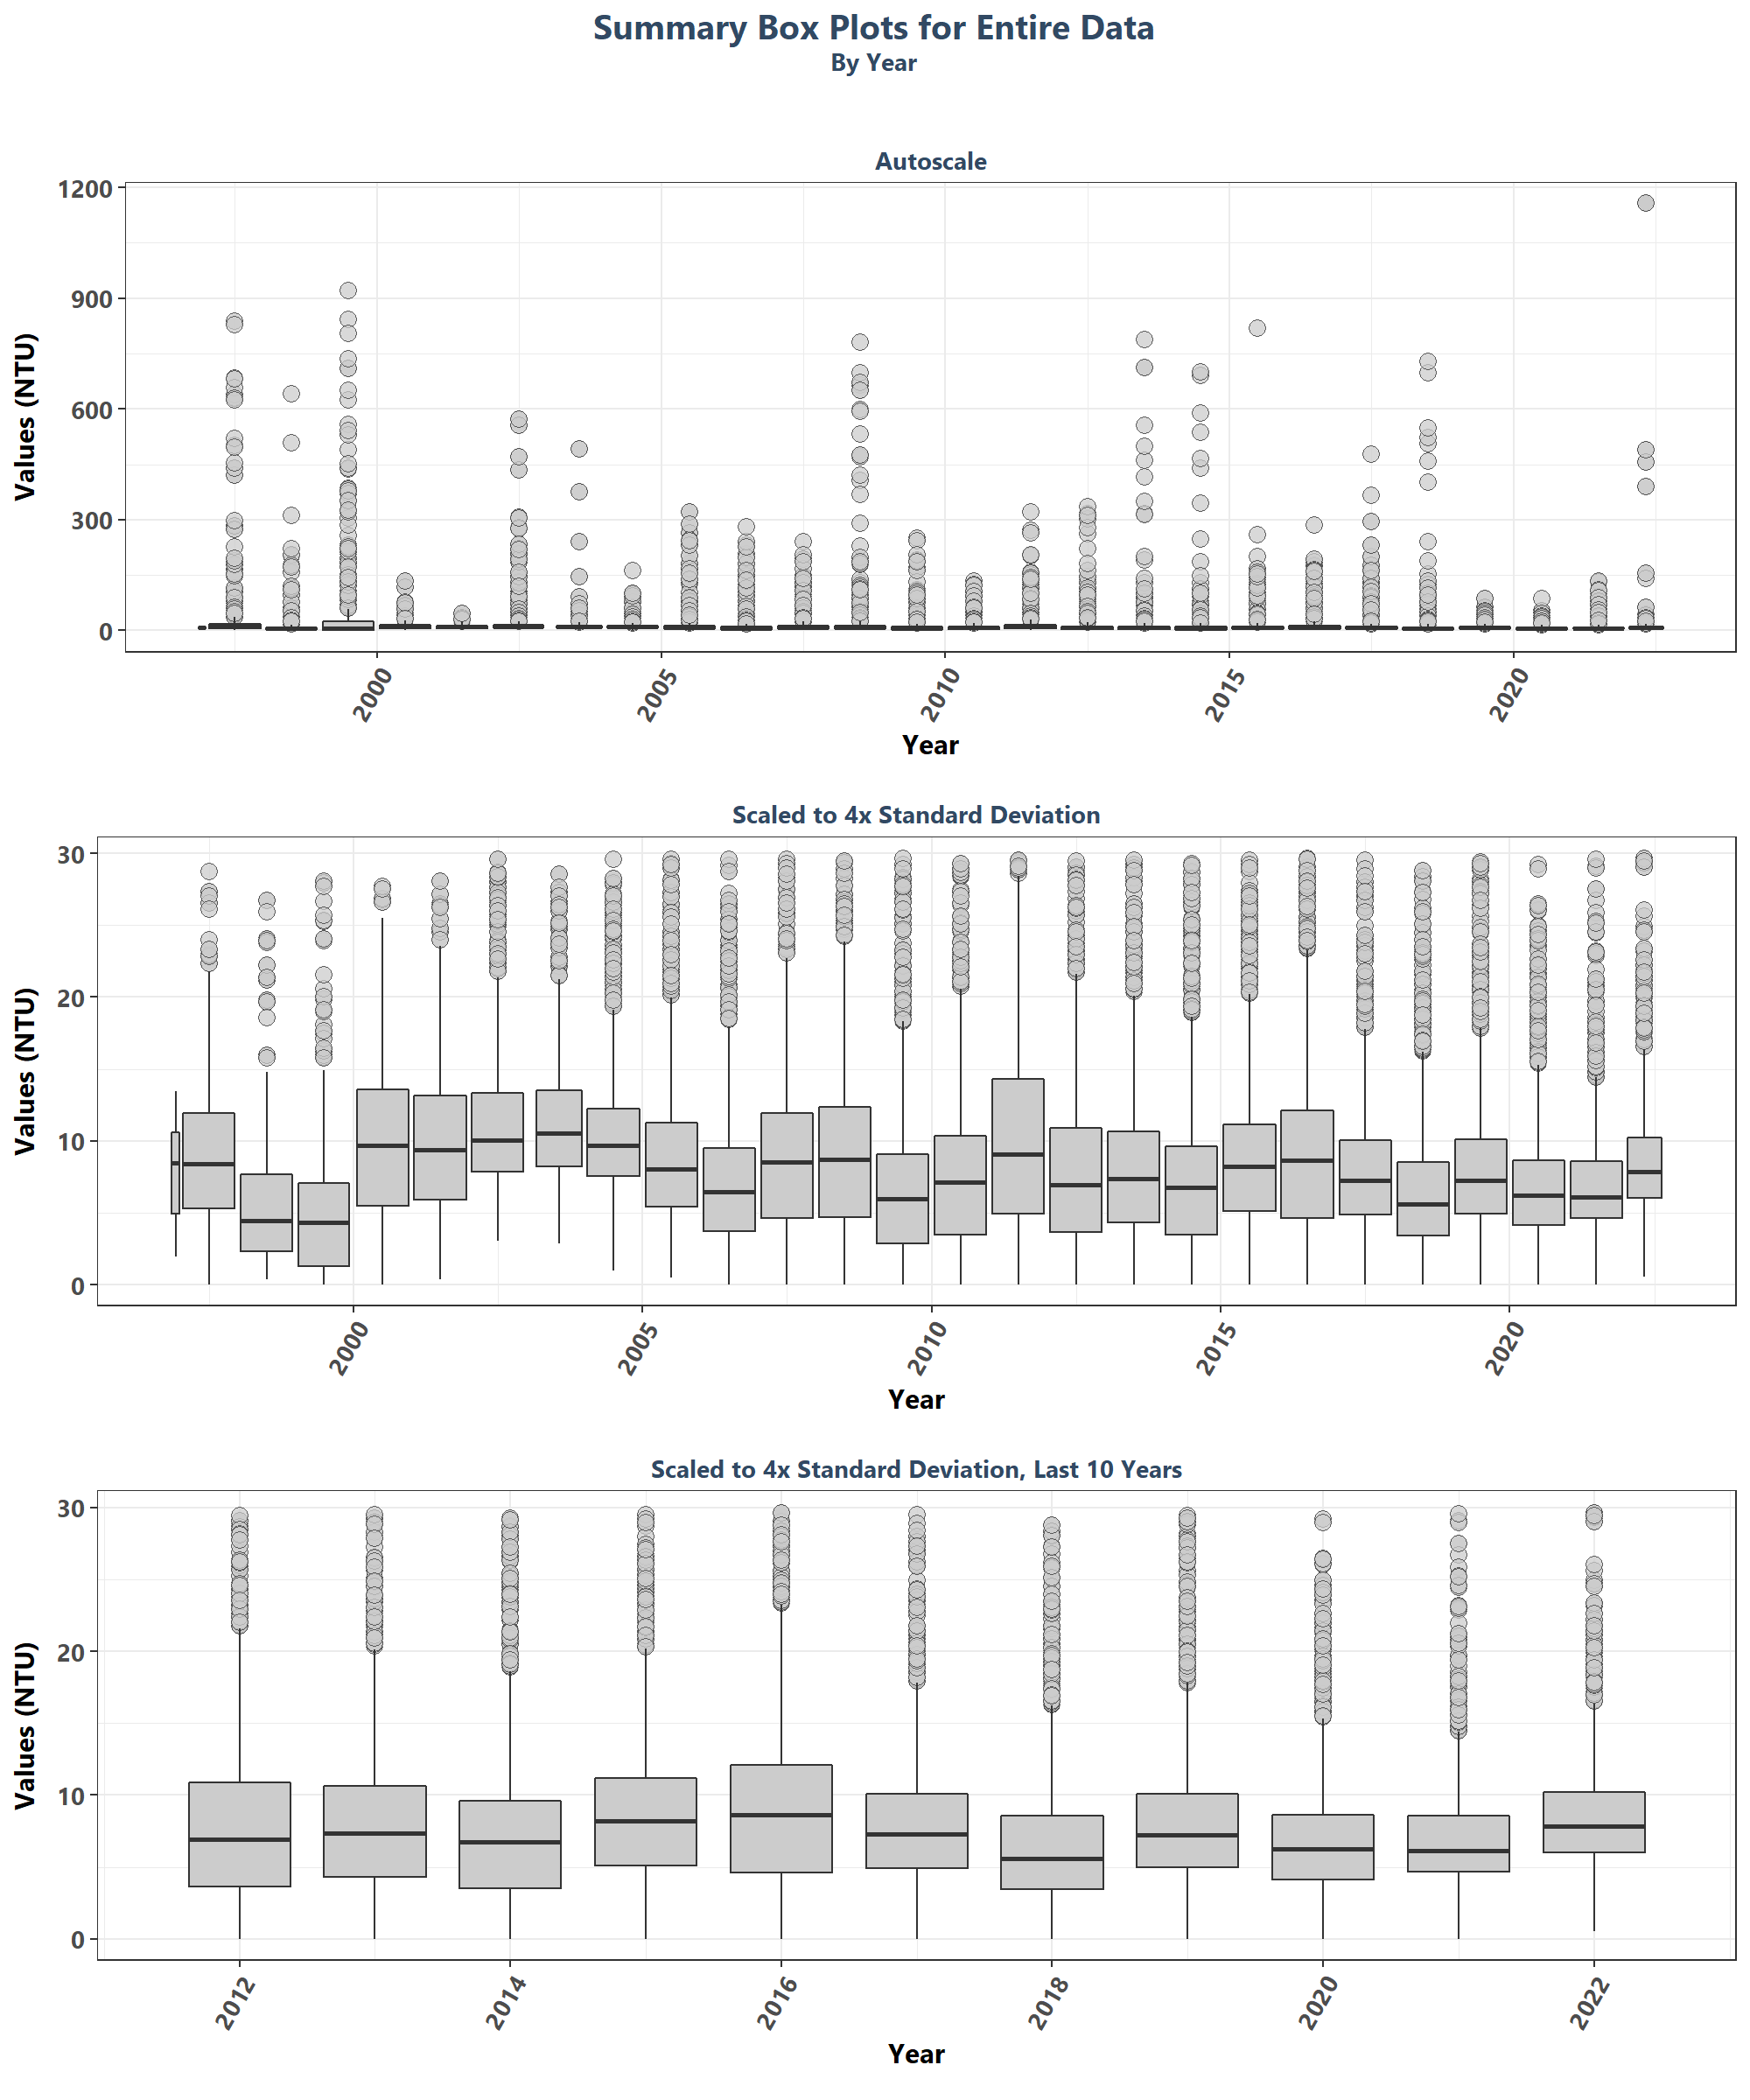 Summary Box Plots for Entire Data
By Year
Autoscale
Values (NTU)
1200
900
600
300
0
2000
2005
2010
2015
2020
Year
Scaled to 4x Standard Deviation
Values (NTU)
30
20
10
0
2000
2005
2010
2015
2020
Year
Scaled to 4x Standard Deviation, Last 10 Years
Values (NTU)
30
20
10
0
2012
2014
2016
2018
2020
2022
Year